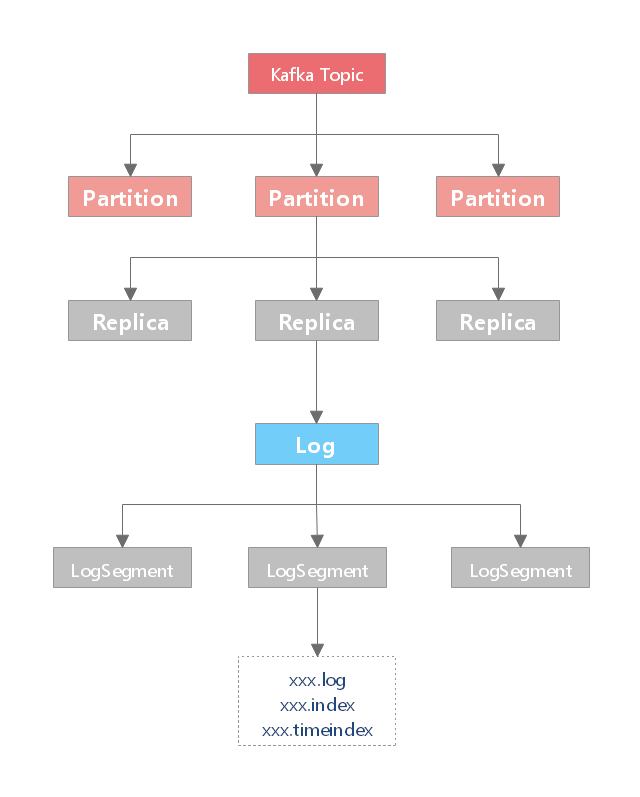 Kafka Topic
Partition Partition Partition
Replica Replica Replica
Log
LogSegment LogSegment LogSegment
xxx.log
xxx.index
xxx.timeindex